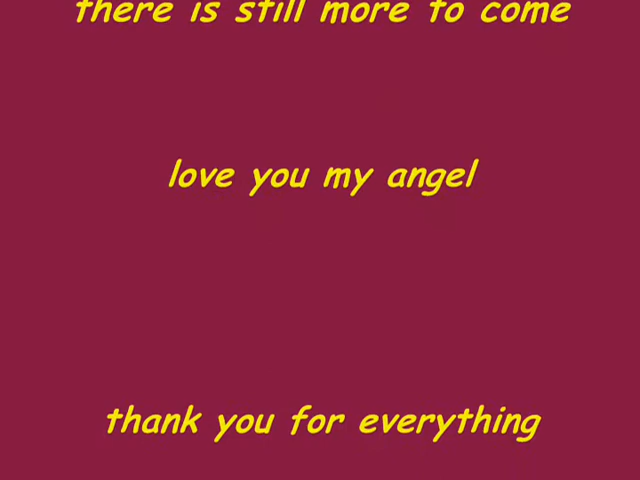 there is still more to come
love you my angel
thank you for everything